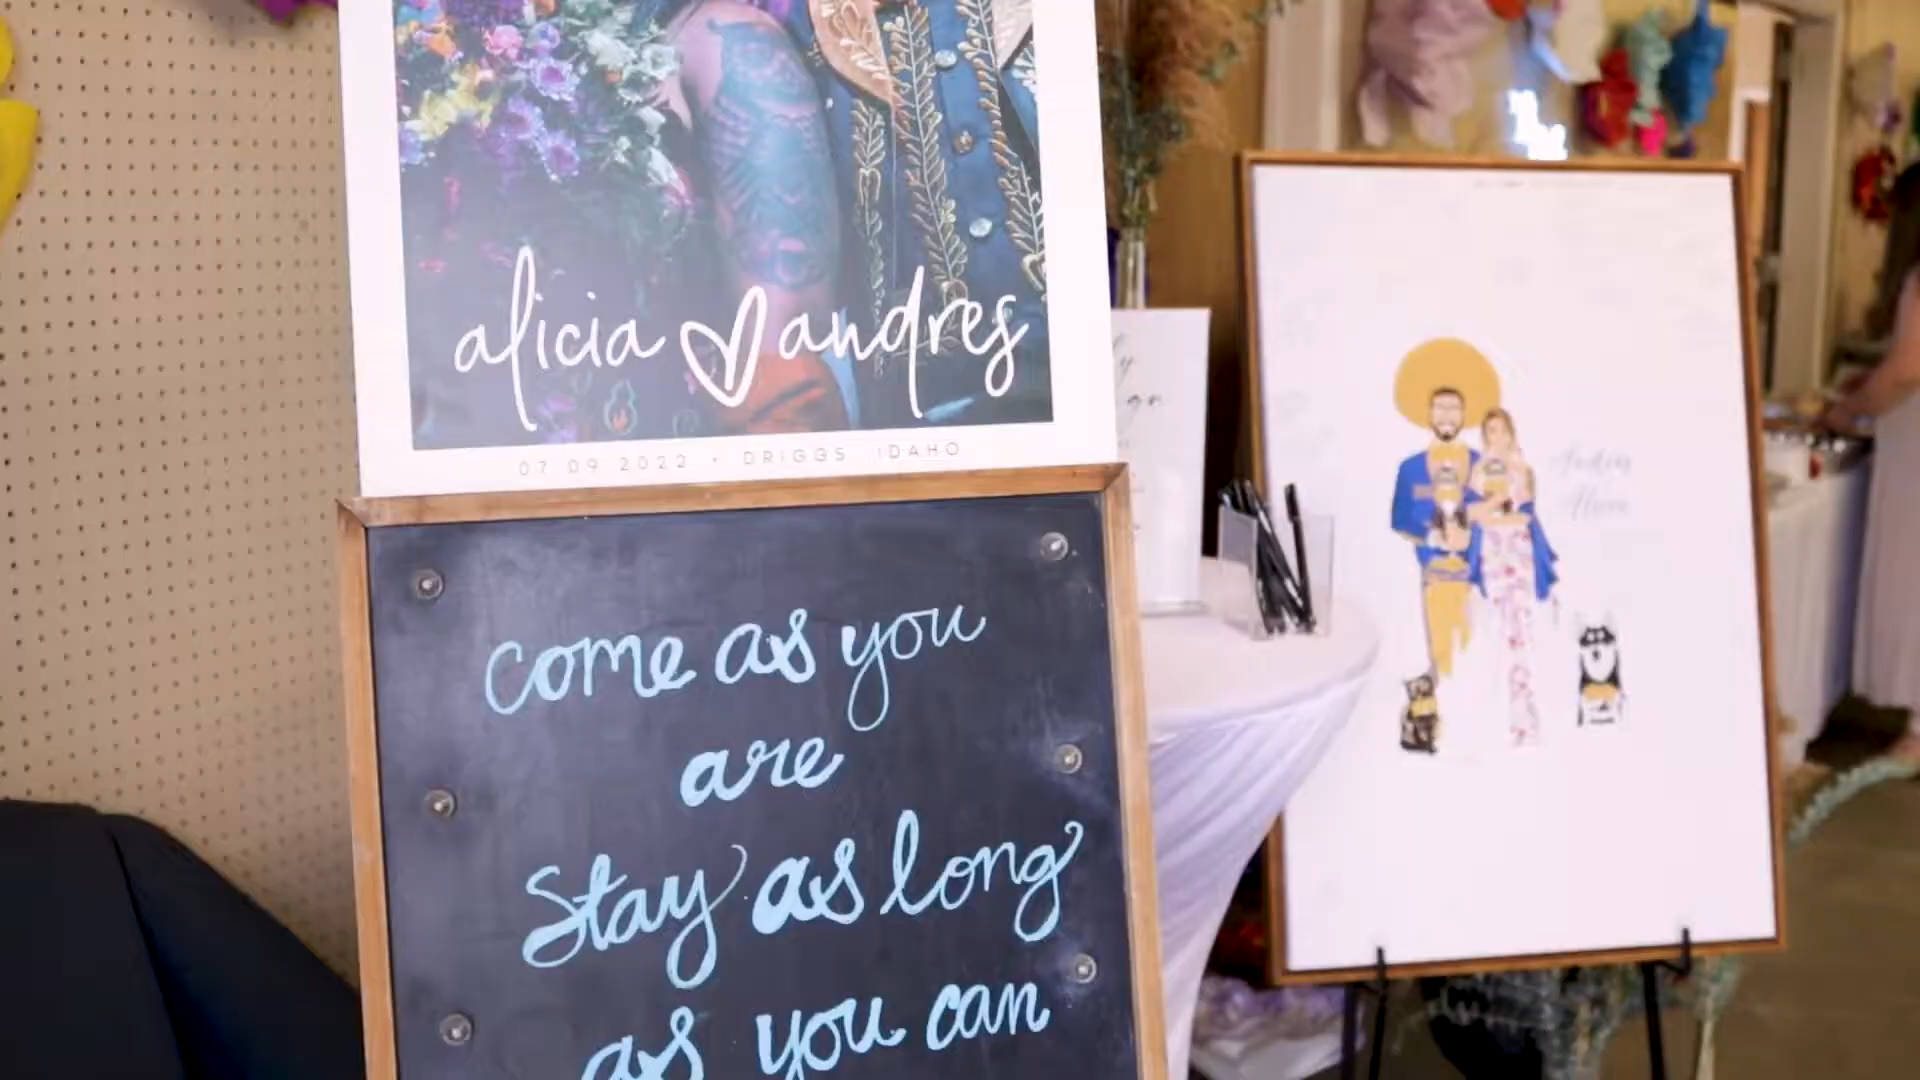 alicia andres
07 09 2022 • DRIGGS IDAHO
come as you
are
Stay as long
as you can